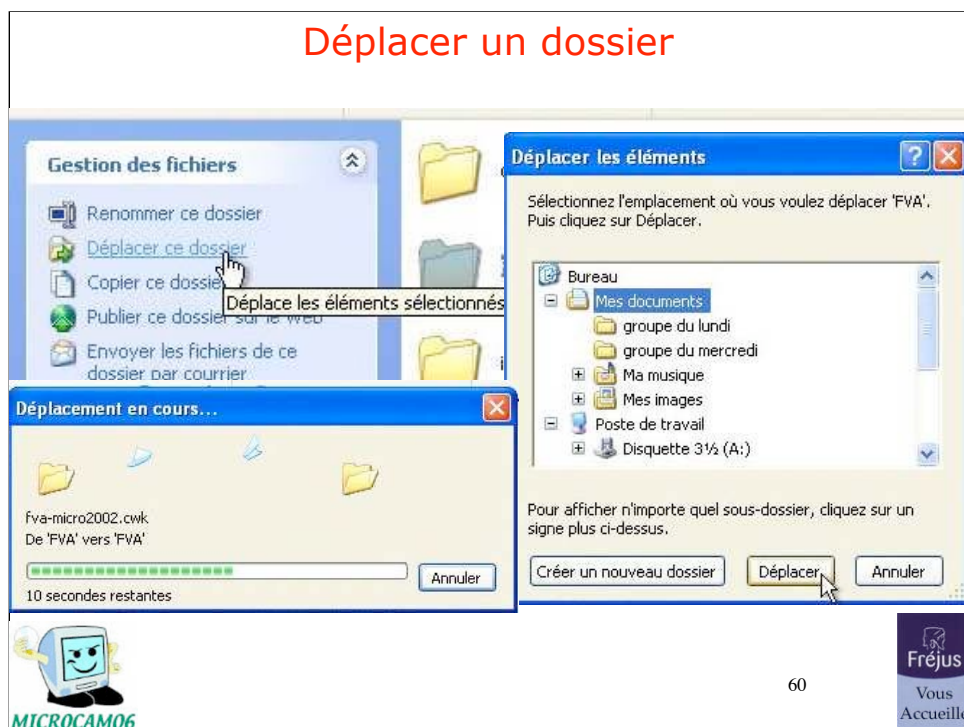 Déplacer un dossier
Gestion des fichiers
Renommer ce dossier
Déplacer ce dossier
Copier ce dossier
Déplace les éléments sélectionnés
Publier ce dossier sur le Web
Envoyer les fichiers de ce
dossier par courrier
Déplacer les éléments
Sélectionnez l'emplacement où vous voulez déplacer 'FVA'.
Puis cliquez sur Déplacer.
Bureau
Mes documents
groupe du lundi
groupe du mercredi
Ma musique
Mes images
Poste de travail
Disquette 3½ (A:)
Pour afficher n'importe quel sous-dossier, cliquez sur un
signe plus ci-dessus.
Créer un nouveau dossier
Déplacer
Annuler
Déplacement en cours...
fva-micro2002.cwk
De 'FVA' vers 'FVA'
Annuler
10 secondes restantes
MICROCAM06
60
Fréjus
Vous
Accueille